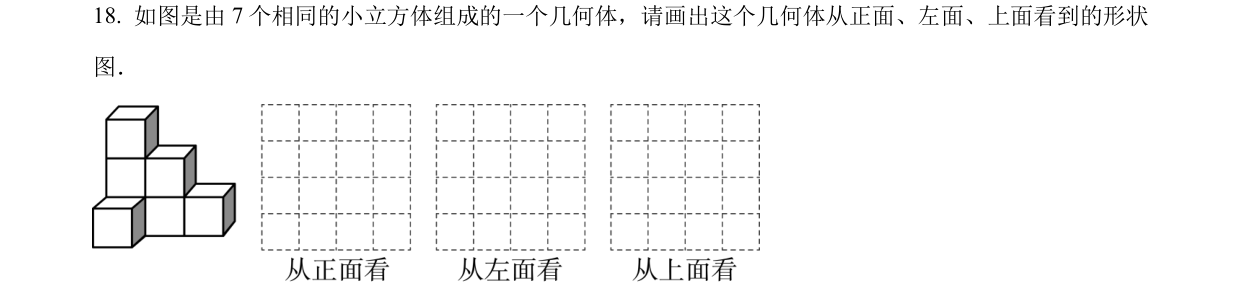 18. 如图是由 7 个相同的小立方体组成的一个几何体，请画出这个几何体从正面、左面、上面看到的形状
图．
从正面看
从左面看
从上面看